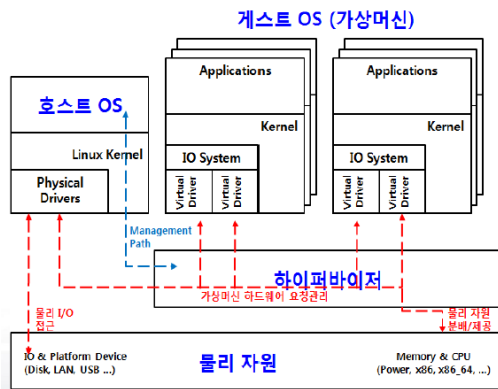 게스트 OS (가상머신)
호스트 OS
Linux Kernel
Physical
Drivers
Applications
Kernel
IO System
Virtual
Driver
Virtual
Driver
Applications
Kernel
IO System
Virtual
Driver
Virtual
Driver
Management
Path
하이퍼바이저
가상머신 하드웨어 요청관리
물리 I/O
접근
물리 자원
분배/제공
물리 자원
IO & Platform Device
(Disk, LAN, USB ...)
Memory & CPU
(Power, x86, x86_64, ...)